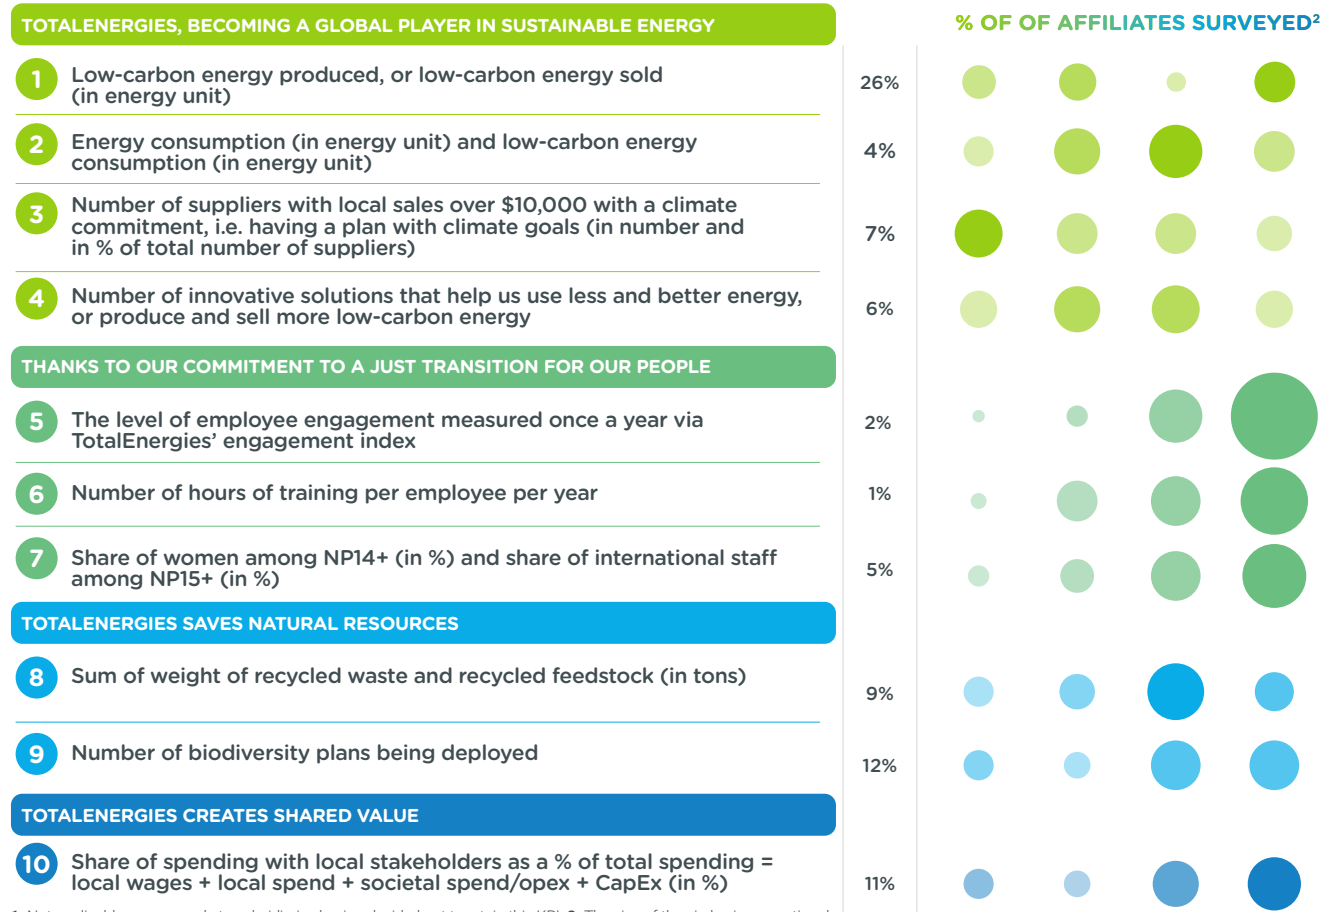 TOTALENERGIES, BECOMING A GLOBAL PLAYER IN SUSTAINABLE ENERGY
% OF OF AFFILIATES SURVEYED²
1 Low-carbon energy produced, or low-carbon energy sold
(in energy unit)
26%
2 Energy consumption (in energy unit) and low-carbon energy
consumption (in energy unit)
4%
3 Number of suppliers with local sales over $10,000 with a climate
commitment, i.e. having a plan with climate goals (in number and
in % of total number of suppliers)
7%
4 Number of innovative solutions that help us use less and better energy,
or produce and sell more low-carbon energy
6%
THANKS TO OUR COMMITMENT TO A JUST TRANSITION FOR OUR PEOPLE
5 The level of employee engagement measured once a year via
TotalEnergies’ engagement index
2%
6 Number of hours of training per employee per year
1%
7 Share of women among NP14+ (in %) and share of international staff
among NP15+ (in %)
5%
TOTALENERGIES SAVES NATURAL RESOURCES
8 Sum of weight of recycled waste and recycled feedstock (in tons)
9%
9 Number of biodiversity plans being deployed
12%
TOTALENERGIES CREATES SHARED VALUE
10 Share of spending with local stakeholders as a % of total spending =
local wages + local spend + societal spend/opex + CapEx (in %)
11%